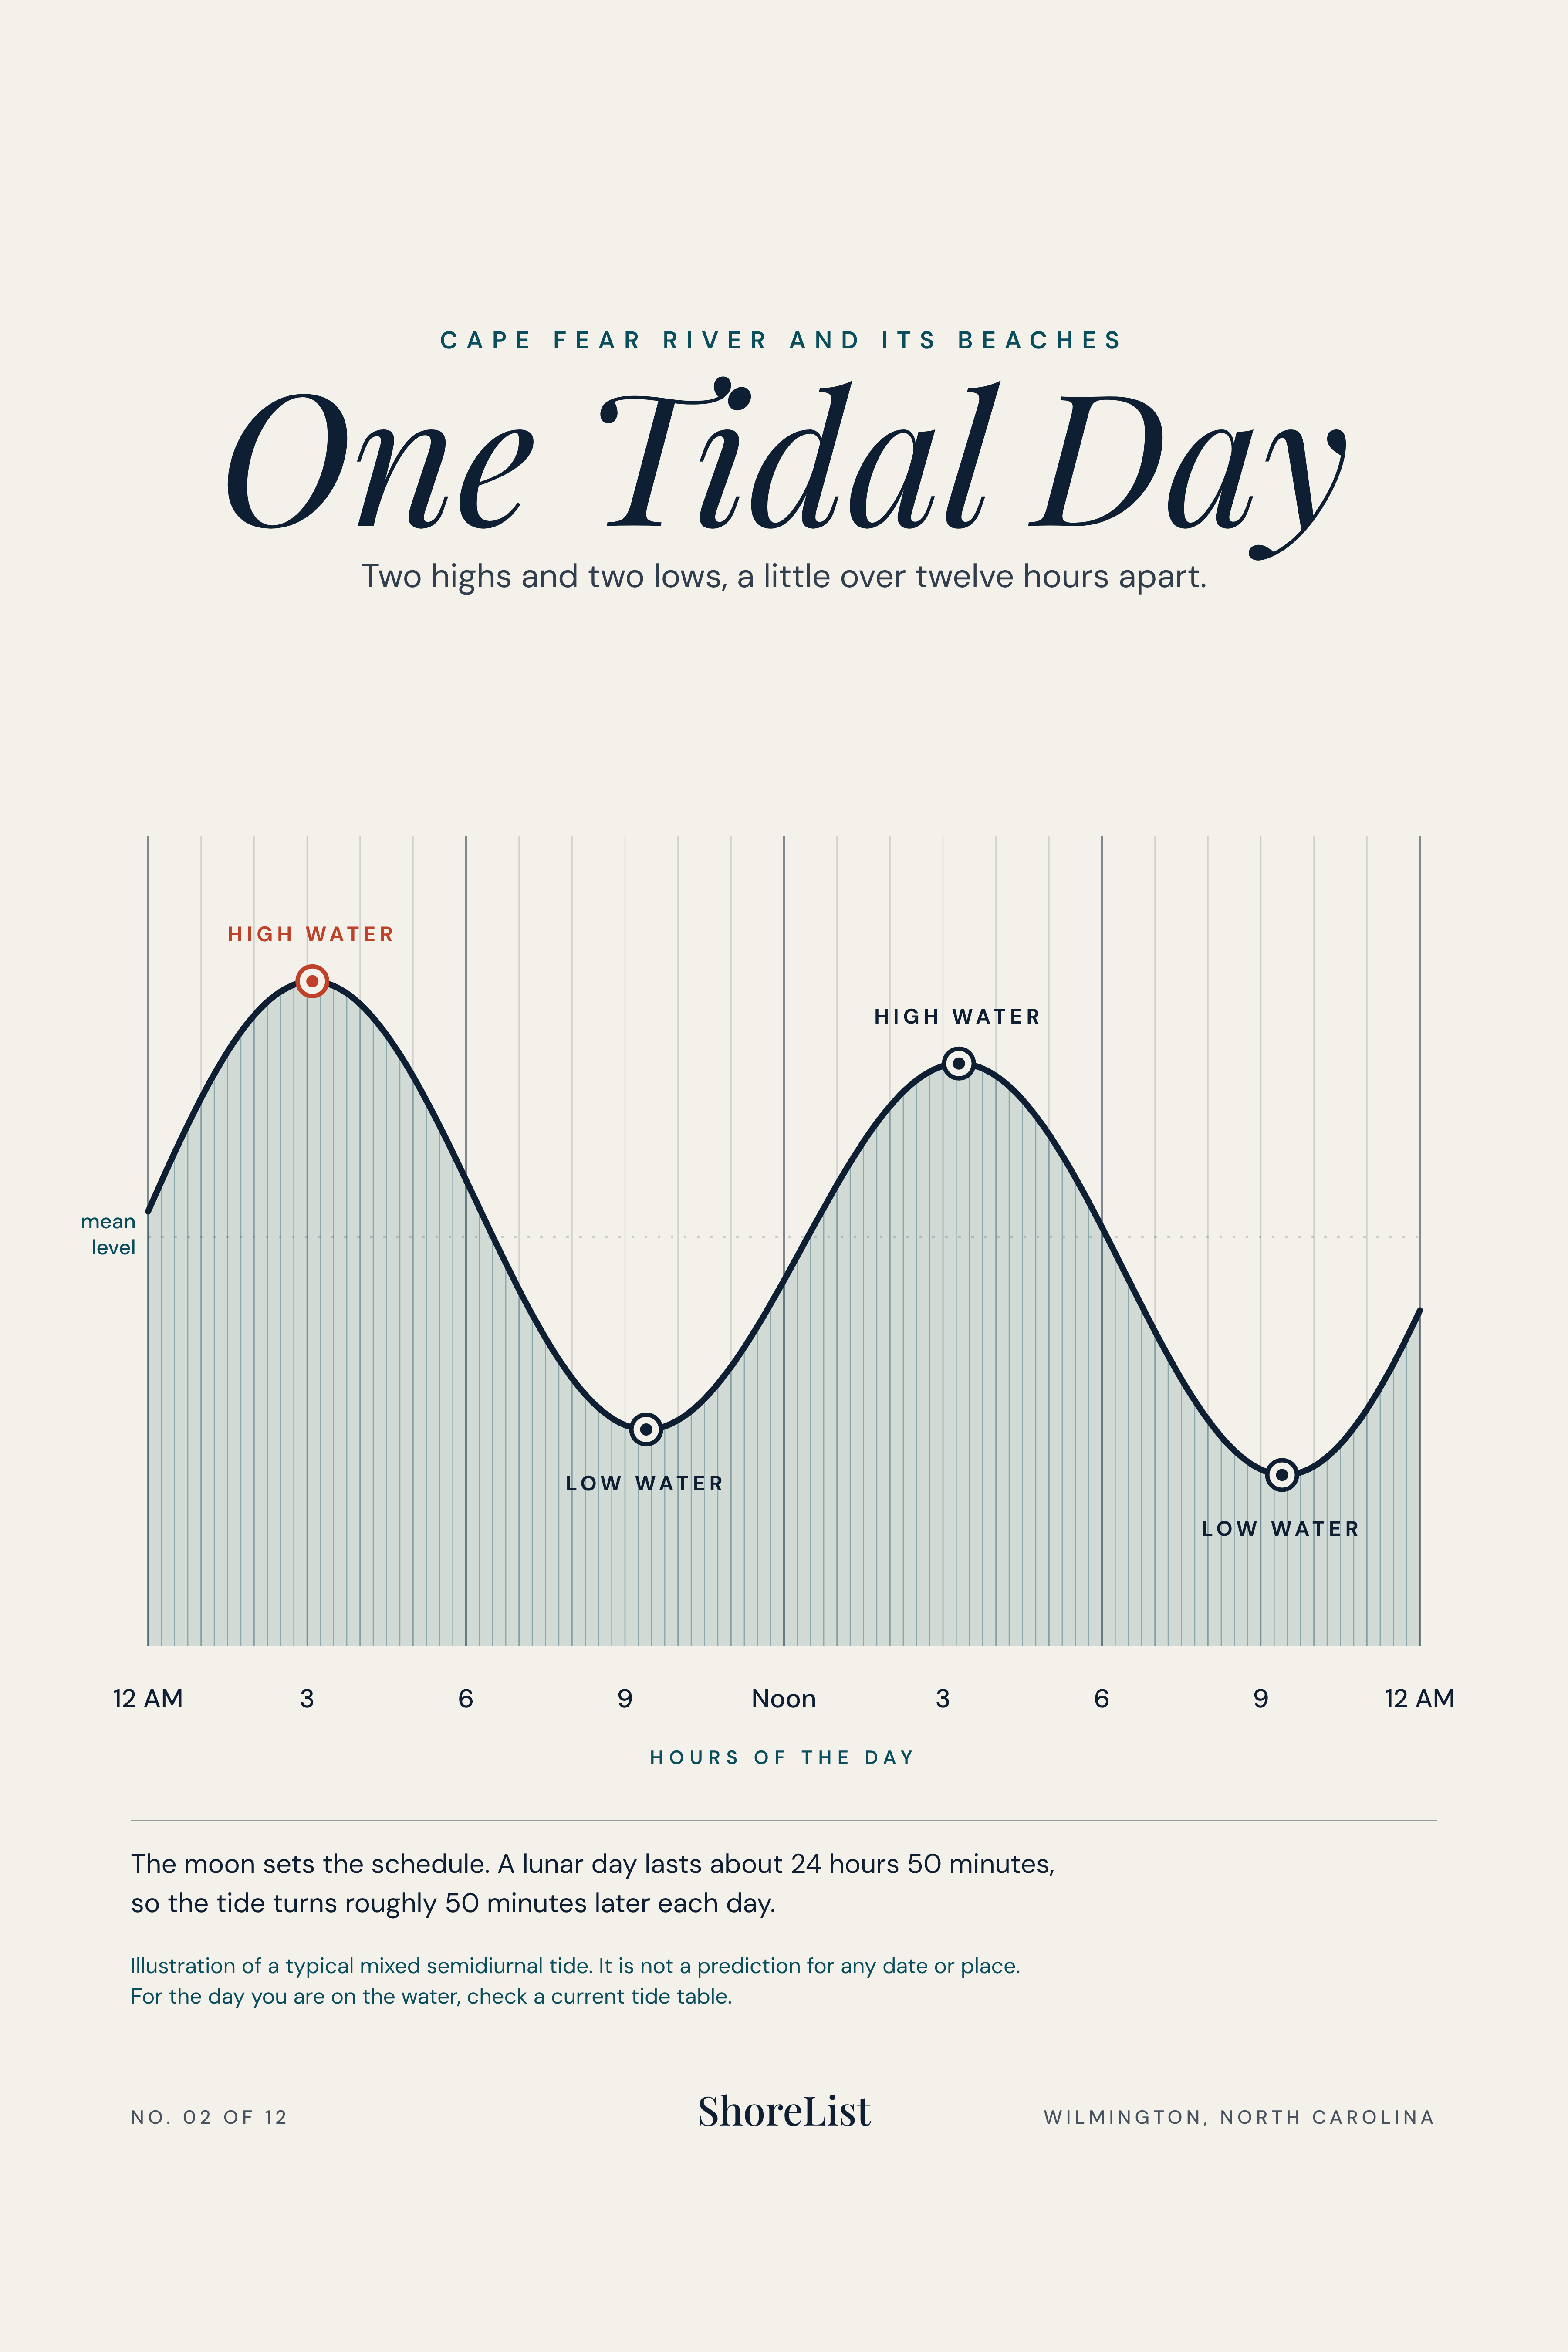 CAPE FEAR RIVER AND ITS BEACHES
One Tidal Day
Two highs and two lows, a little over twelve hours apart.
HIGH WATER
HIGH WATER
mean
level
LOW WATER
LOW WATER
12 AM 3 6 9 Noon 3 6 9 12 AM
HOURS OF THE DAY
The moon sets the schedule. A lunar day lasts about 24 hours 50 minutes,
so the tide turns roughly 50 minutes later each day.
Illustration of a typical mixed semidiurnal tide. It is not a prediction for any date or place.
For the day you are on the water, check a current tide table.
NO. 02 OF 12 ShoreList WILMINGTON, NORTH CAROLINA